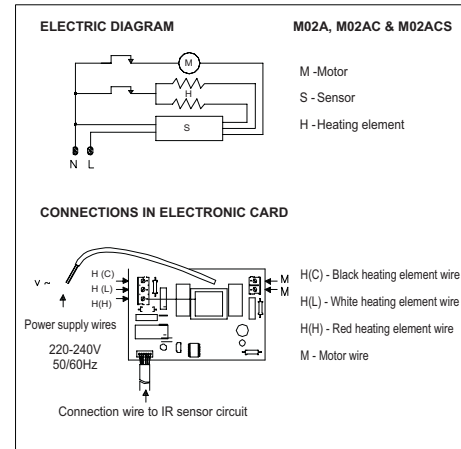 ELECTRIC DIAGRAM
M02A, M02AC & M02ACS
M
M -Motor
H
S - Sensor
S
H - Heating element
N L
CONNECTIONS IN ELECTRONIC CARD
H (C)
H (L)
H(H)
M
M
V ~
Power supply wires
220-240V
50/60Hz
H(C) - Black heating element wire
H(L) - White heating element wire
H(H) - Red heating element wire
M - Motor wire
Connection wire to IR sensor circuit